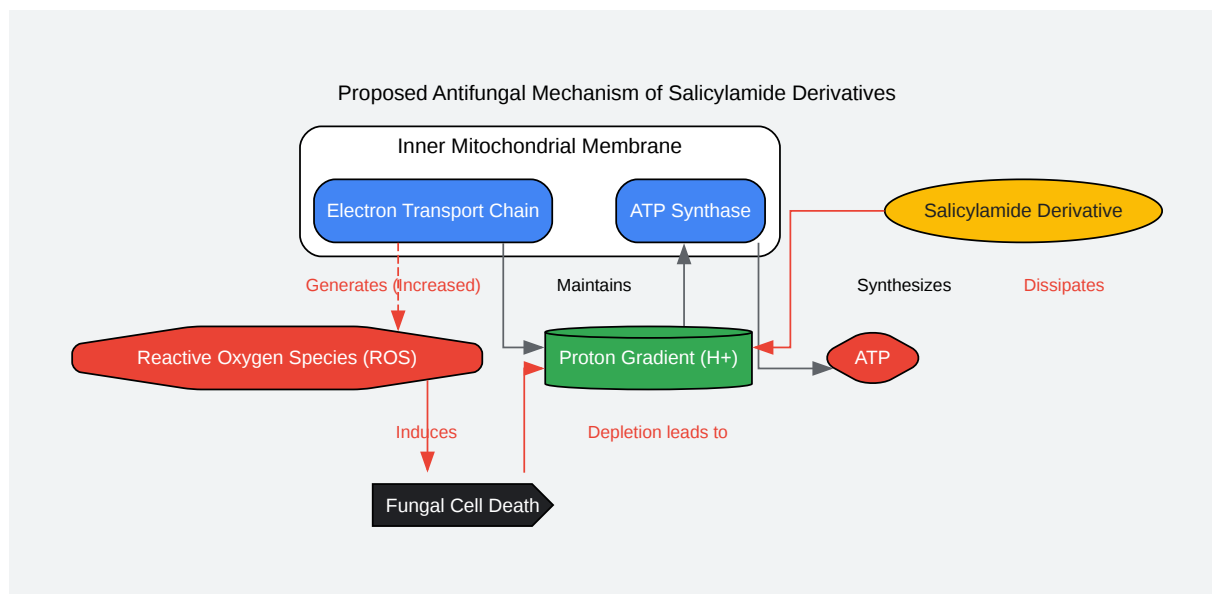 Proposed Antifungal Mechanism of Salicylamide Derivatives
Inner Mitochondrial Membrane
Electron Transport Chain
ATP Synthase
Salicylamide Derivative
Generates (Increased)
Maintains
Synthesizes
Dissipates
Reactive Oxygen Species (ROS)
Proton Gradient (H+)
ATP
Induces
Depletion leads to
Fungal Cell Death